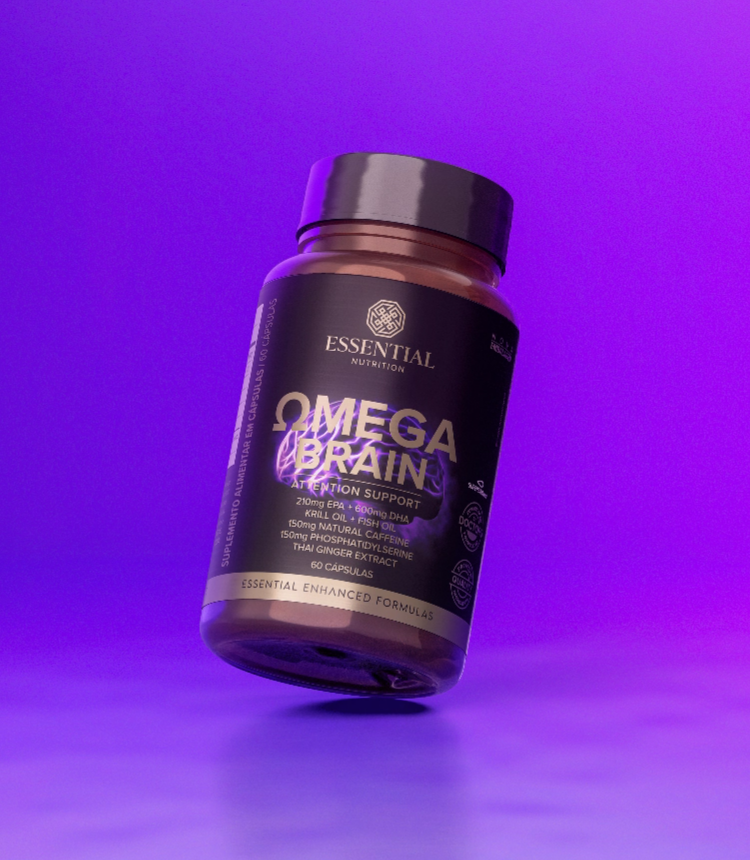 ESSENTIAL
NUTRITION
ΩMEGA
BRAIN
ATTENTION SUPPORT
210mg EPA + 600mg DHA
KRILL OIL + FISH OIL
150mg NATURAL CAFFEINE
150mg PHOSPHATIDYLSERINE
THAI GINGER EXTRACT
60 CÁPSULAS
ESSENTIAL ENHANCED FORMULAS
SUPLEMENTO ALIMENTAR EM CÁPSULAS / 60 CÁPSULAS